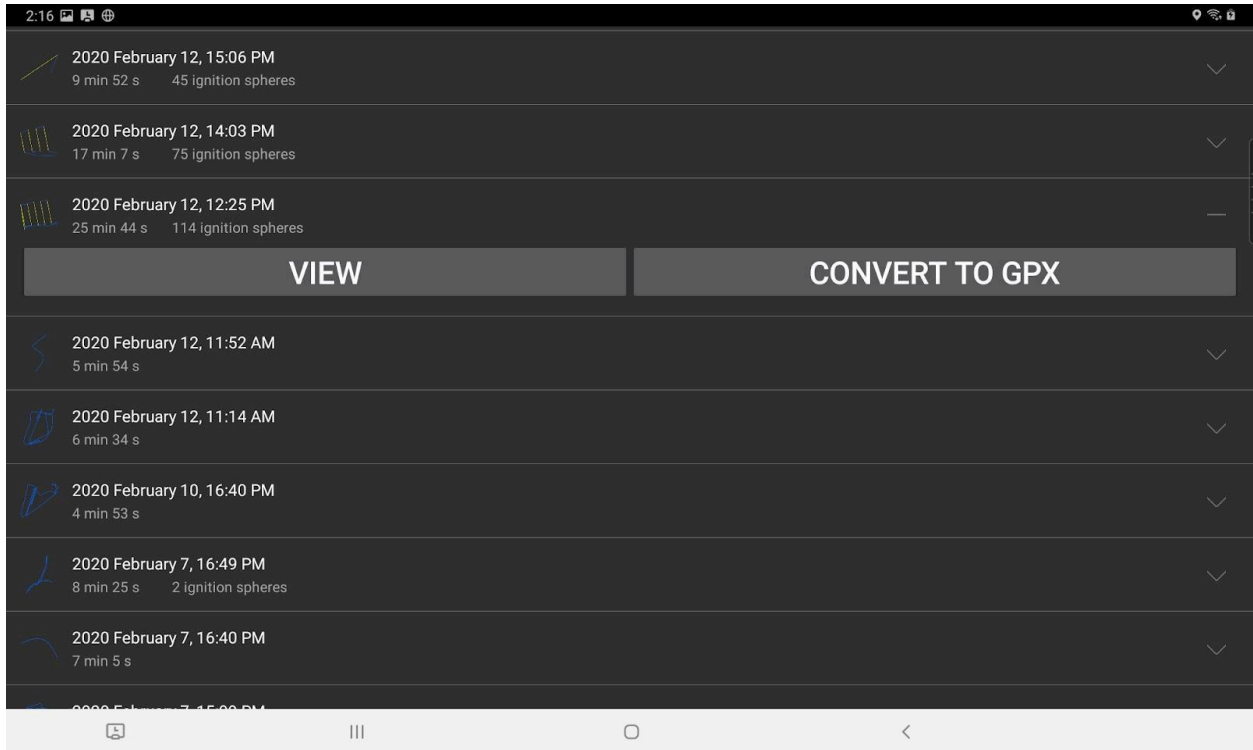 2:16
2020 February 12, 15:06 PM
9 min 52 s 45 ignition spheres
2020 February 12, 14:03 PM
17 min 7 s 75 ignition spheres
2020 February 12, 12:25 PM
25 min 44 s 114 ignition spheres
VIEW CONVERT TO GPX
2020 February 12, 11:52 AM
5 min 54 s
2020 February 12, 11:14 AM
6 min 34 s
2020 February 10, 16:40 PM
4 min 53 s
2020 February 7, 16:49 PM
8 min 25 s 2 ignition spheres
2020 February 7, 16:40 PM
7 min 5 s
2020 February 7,